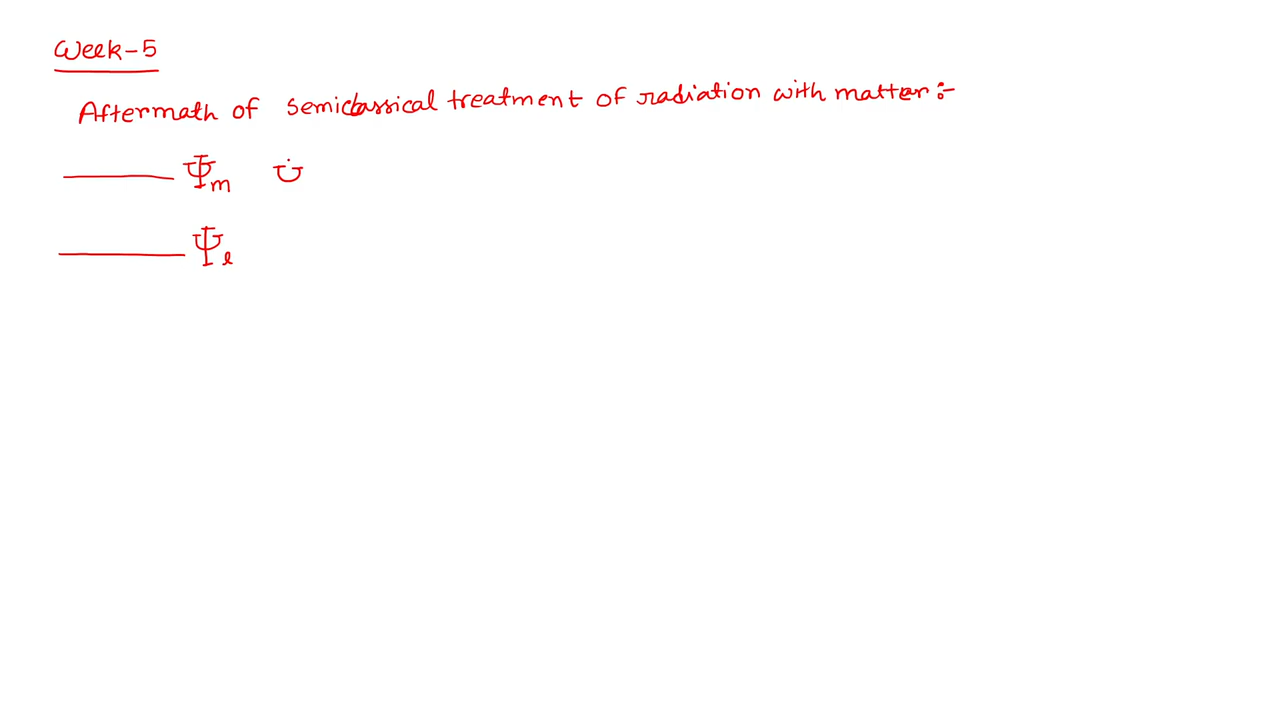 Week-5
Aftermath of semiclassical treatment of radiation with matter:-
Ψm
Ψl